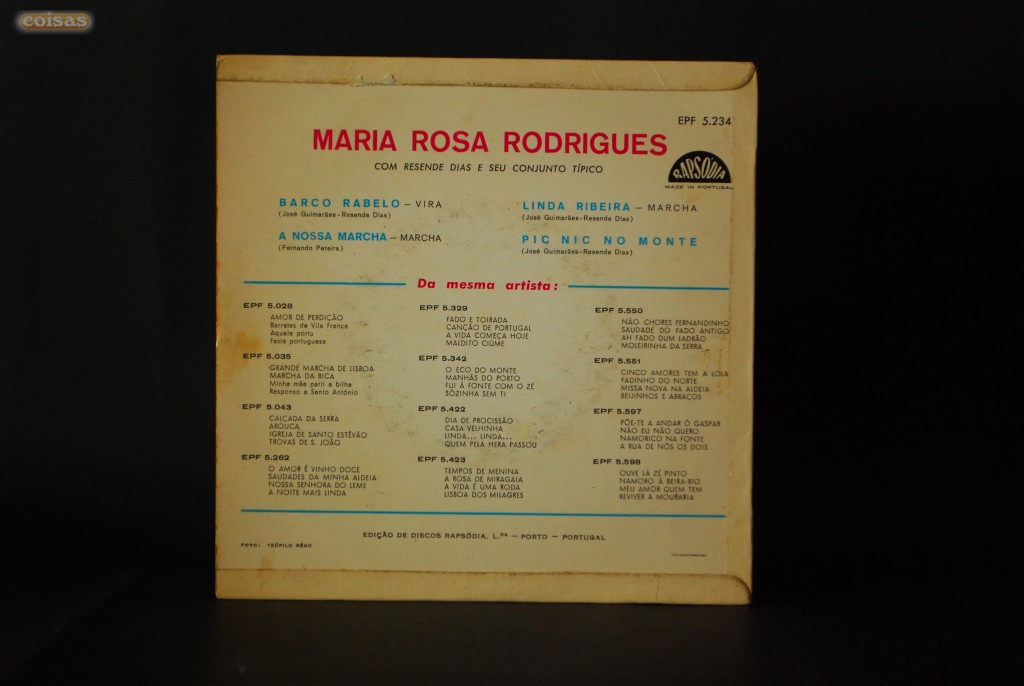 coisas
EPF 5.234
MARIA ROSA RODRIGUES
COM RESENDE DIAS E SEU CONJUNTO TÍPICO
RAPSÓDIA
MADE IN PORTUGAL
BARCO RABELO – VIRA
(José Guimarães-Resende Dias)
A NOSSA MARCHA – MARCHA
(Fernando Pereira)
LINDA RIBEIRA – MARCHA
(José Guimarães-Resende Dias)
PIC NIC NO MONTE
(José Guimarães-Resende Dias)
Da mesma artista:
EPF 5.028
AMOR DE PERDIÇÃO
Barretes de Vila Franca
Aquele portu
Festa portuguesa
EPF 5.035
GRANDE MARCHA DE LISBOA
MARCHA DA BICA
Minha mãe parti a bilha
Responso a Santo António
EPF 5.043
CALÇADA DA SERRA
AROUCA
IGREJA DE SANTO ESTÊVÃO
TROVAS DE S. JOÃO
EPF 5.262
O AMOR É VINHO DOCE
SAUDADES DA MINHA ALDEIA
NOSSA SENHORA DO LEME
A NOITE MAIS LINDA
EPF 5.329
FADO E TOIRADA
CANÇÃO DE PORTUGAL
A VIDA COMEÇA HOJE
MALDITO CIÚME
EPF 5.342
O ECO DO MONTE
MANHÃS DO PORTO
FUI À FONTE COM O ZÉ
SÒZINHA SEM TI
EPF 5.422
DIA DE PROCISSÃO
CASA VELHINHA
LINDA... LINDA...
QUEM PELA HERA PASSOU
EPF 5.423
TEMPOS DE MENINA
A ROSA DE MIRAGAIA
A VIDA É UMA RODA
LISBOA DOS MILAGRES
EPF 5.550
NÃO CHORES FERNANDINHO
SAUDADE DO FADO ANTIGO
AH FADO DUM LADRÃO
MOLEIRINHA DA SERRA
EPF 5.551
CINCO AMORES TEM A LOLA
FADINHO DO NORTE
MISSA NOVA NA ALDEIA
BEIJINHOS E ABRAÇOS
EPF 5.597
PÕE-TE A ANDAR Ó GASPAR
NÃO EU NÃO QUERO
NAMORICO NA FONTE
A RUA DE NÓS OS DOIS
EPF 5.598
OUVE LÁ ZÉ PINTO
NAMORO À BEIRA-RIO
MEU AMOR QUEM TEM
REVIVER A MOURARIA
EDIÇÃO DE DISCOS RAPSÓDIA, L.DA – PORTO – PORTUGAL
FOTO: TEÓFILO RÊGO